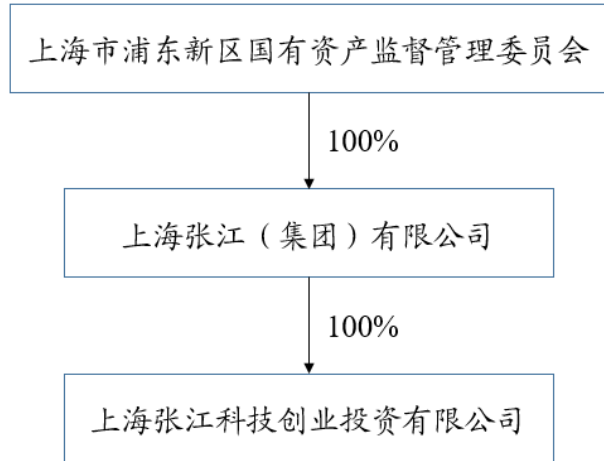 上海市浦东新区国有资产监督管理委员会
100%
上海张江（集团）有限公司
100%
上海张江科技创业投资有限公司